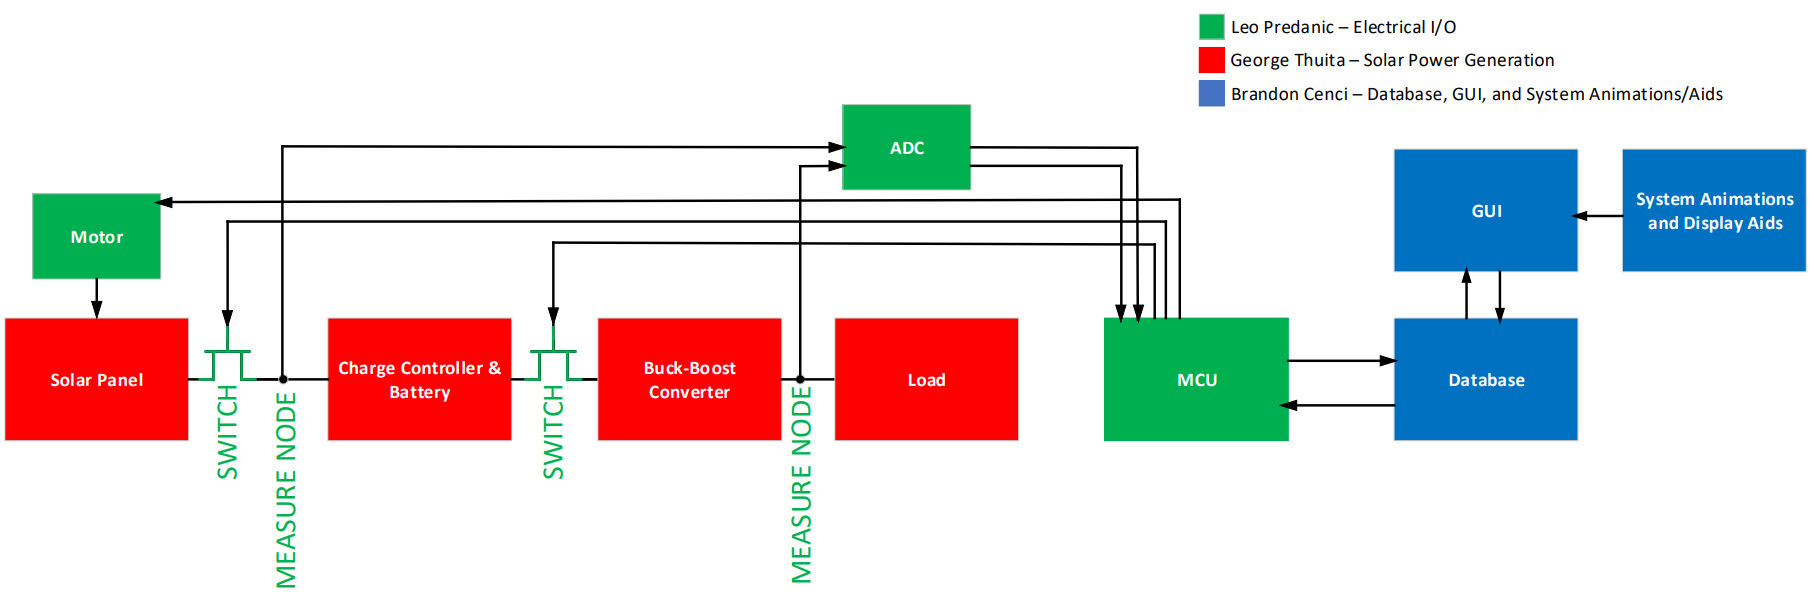 Leo Predanic – Electrical I/O
George Thuita – Solar Power Generation
Brandon Cenci – Database, GUI, and System Animations/Aids
ADC
GUI
System Animations
and Display Aids
Motor
Solar Panel
SWITCH
MEASURE NODE
Charge Controller &
Battery
SWITCH
Buck-Boost
Converter
MEASURE NODE
Load
MCU
Database